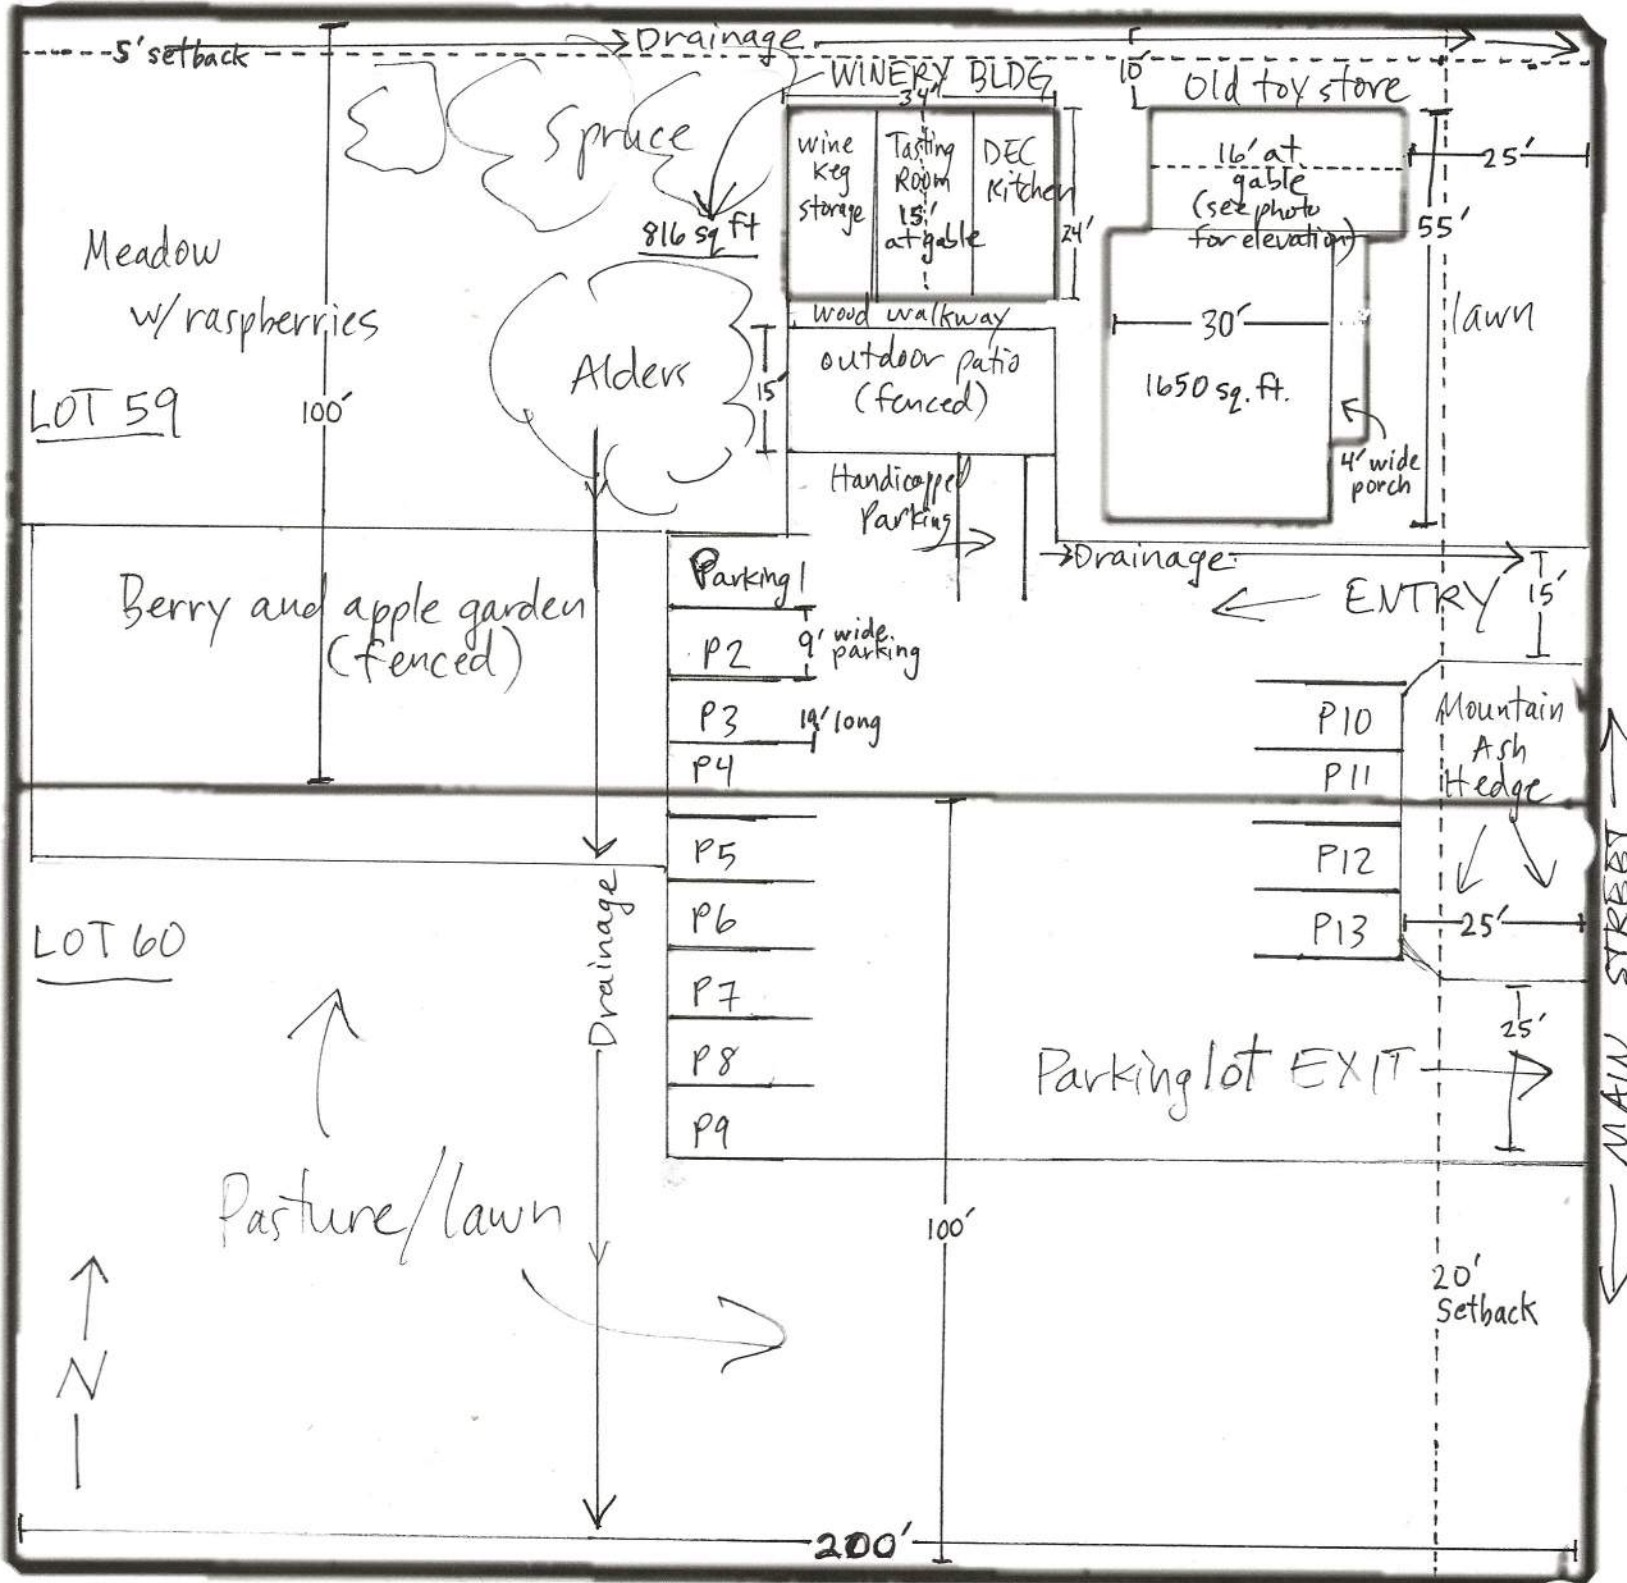 5' setback
Drainage
WINERY BLDG
34'
10'
Old toy store
Spruce
816 sq ft
wine
keg
storage
Tasting
Room
15'
at gable
DEC
Kitchen
24'
16' at
gable
(see photo
for elevation)
25'
55'
Meadow
w/raspberries
LOT 59
100'
Alders
15'
wood walkway
outdoor patio
(fenced)
30'
1650 sq. ft.
4' wide
porch
lawn
Handicapped
Parking
Drainage
ENTRY
15'
Berry and apple garden
(fenced)
Parking 1
P2
9' wide
parking
P3
19' long
P4
P10
P11
Mountain
Ash
Hedge
P5
P6
P7
P8
P9
P12
P13
25'
LOT 60
Drainage
25'
Parking lot EXIT
MAIN STREET
Pasture/lawn
100'
20'
Setback
N
200'